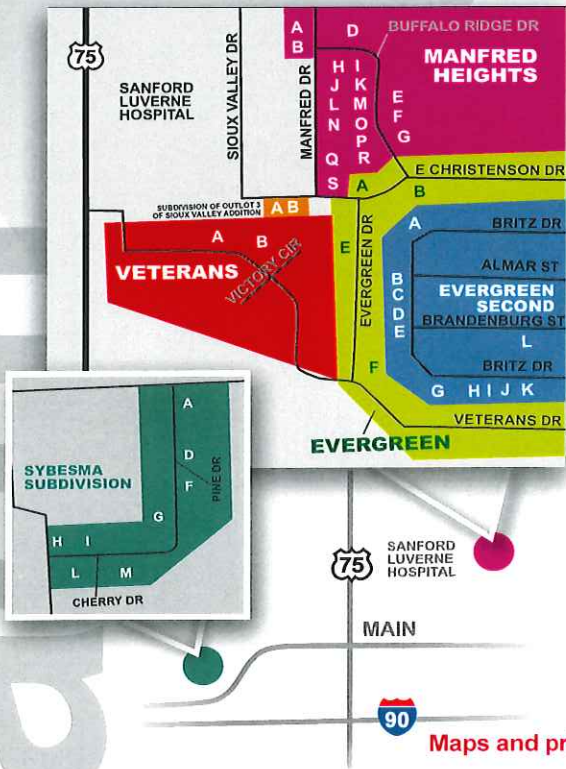 75
SANFORD
LUVERNE
HOSPITAL
SIOUX VALLEY DR
MANFRED DR
A
B
D
BUFFALO RIDGE DR
MANFRED
HEIGHTS
H I
J K
L M
N O
P
Q R
S
E
F
G
E CHRISTENSON DR
A
B
SUBDIVISION OF OUTLOT 3
OF SIOUX VALLEY ADDITION
A B
A
B
VETERANS
VICTORY CIR
E
EVERGREEN DR
F
A
BRITZ DR
ALMAR ST
B
C
D
E
EVERGREEN
SECOND
BRANDENBURG ST
L
BRITZ DR
G H I J K
VETERANS DR
EVERGREEN
SYBESMA
SUBDIVISION
A
D
F
PINE DR
G
H I
L M
CHERRY DR
75
SANFORD
LUVERNE
HOSPITAL
MAIN
90
Maps and pr